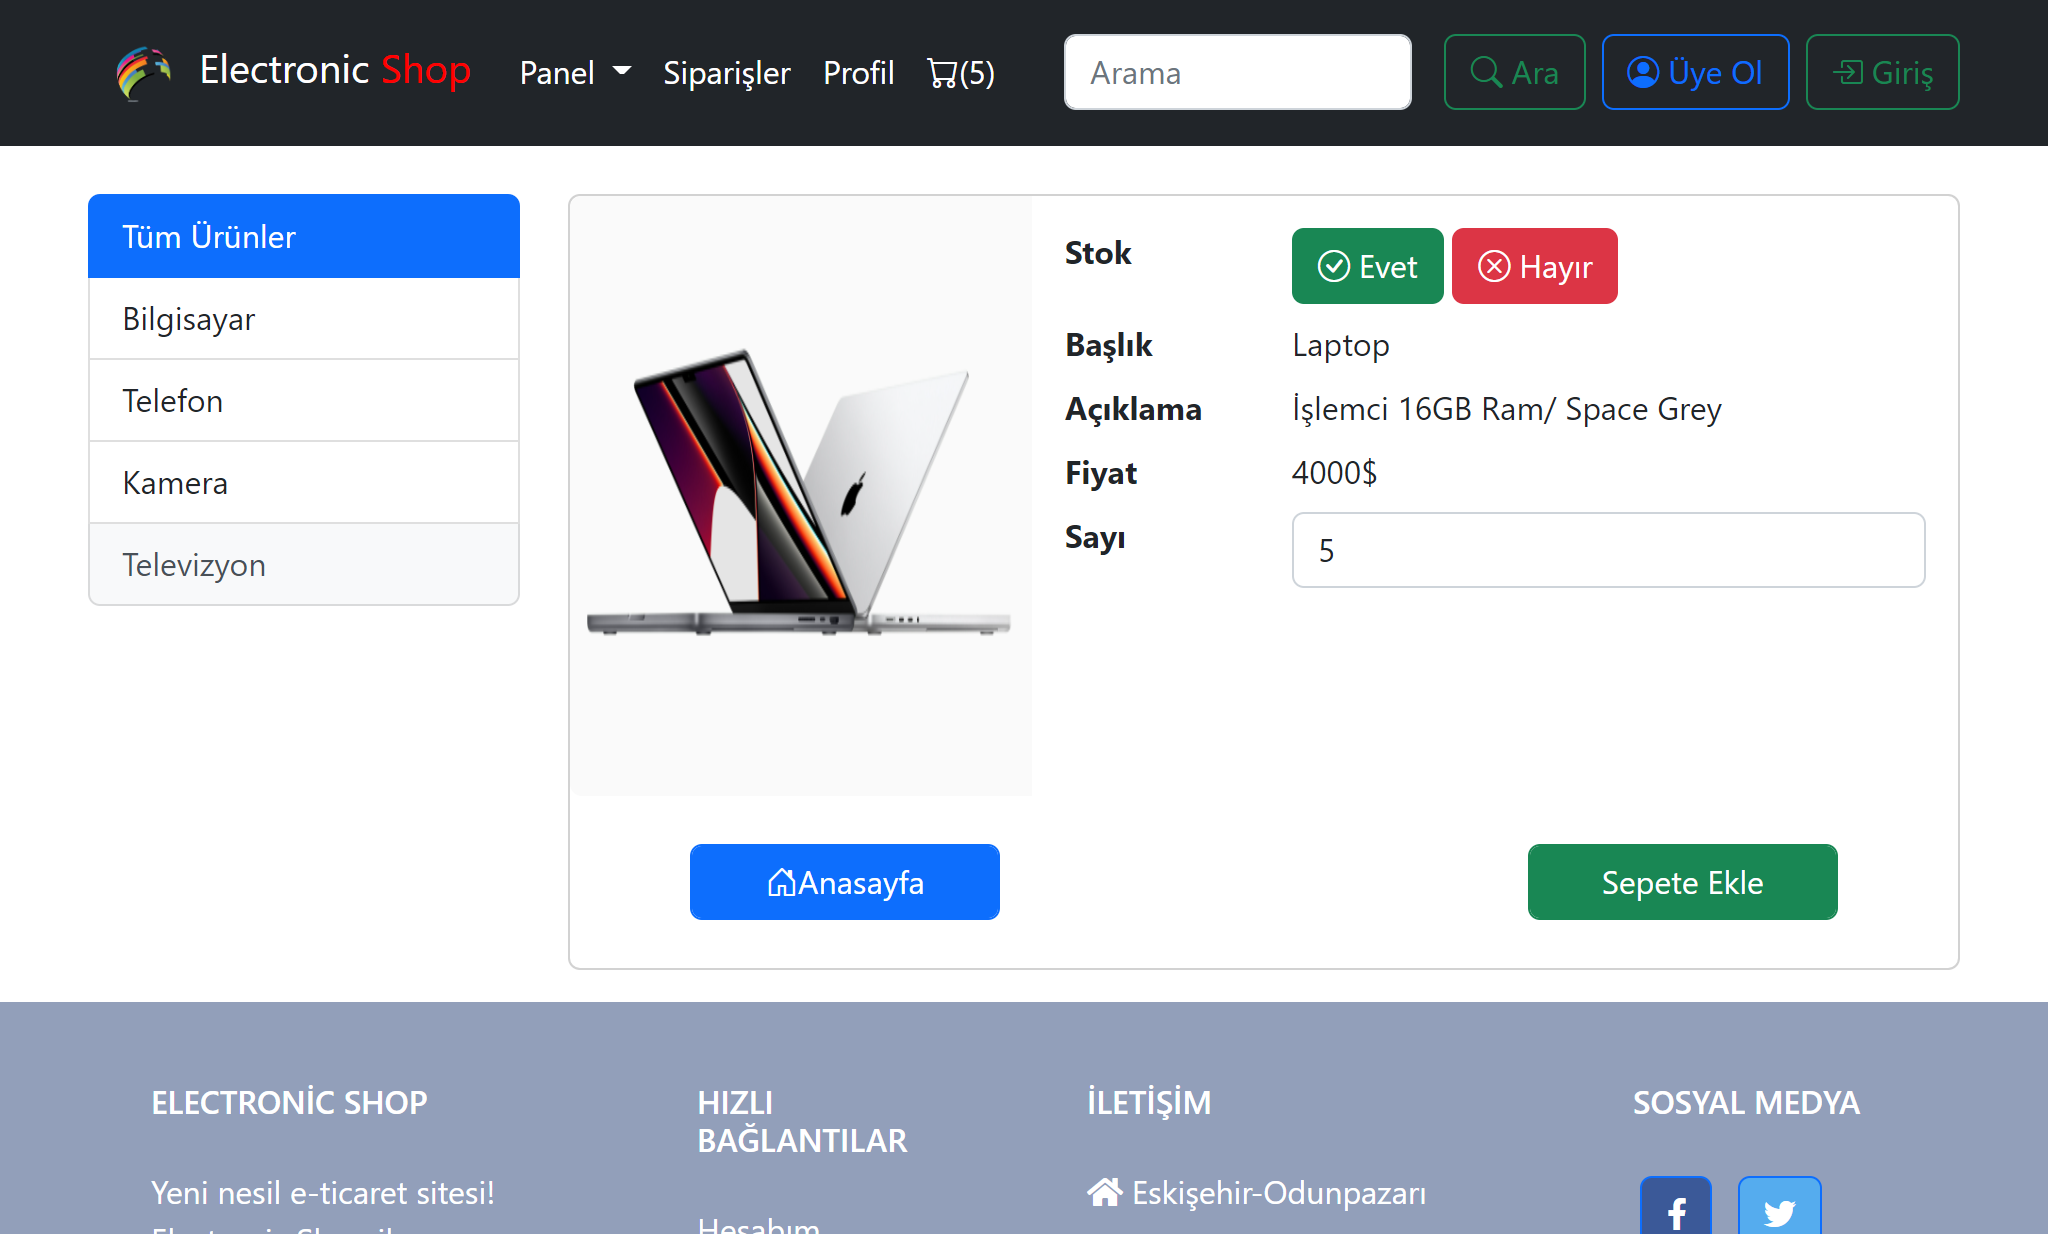 Electronic Shop
Panel
Siparişler
Profil
(5)
Arama
Ara
Üye Ol
Giriş
Tüm Ürünler
Bilgisayar
Telefon
Kamera
Televizyon
Stok
Evet
Hayır
Başlık
Laptop
Açıklama
İşlemci 16GB Ram/ Space Grey
Fiyat
4000$
Sayı
5
Anasayfa
Sepete Ekle
ELECTRONİC SHOP
Yeni nesil e-ticaret sitesi!
HIZLI
BAĞLANTILAR
Hesabım
İLETİŞİM
Eskişehir-Odunpazarı
SOSYAL MEDYA